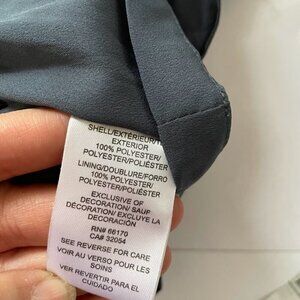 SHELL/EXTÉRIEUR/
EXTERIOR
100% POLYESTER/
POLYESTER/POLIÉSTER
LINING/DOUBLURE/FORRO
100% POLYESTER/
POLYESTER/POLIÉSTER
EXCLUSIVE OF
DECORATION/ SAUF
DÉCORATION/ EXCLUYE LA
DECORACIÓN
RN# 66170
CA# 32054
SEE REVERSE FOR CARE
VOIR AU VERSO POUR LES
SOINS
VER REVERTIR PARA EL
CUIDADO